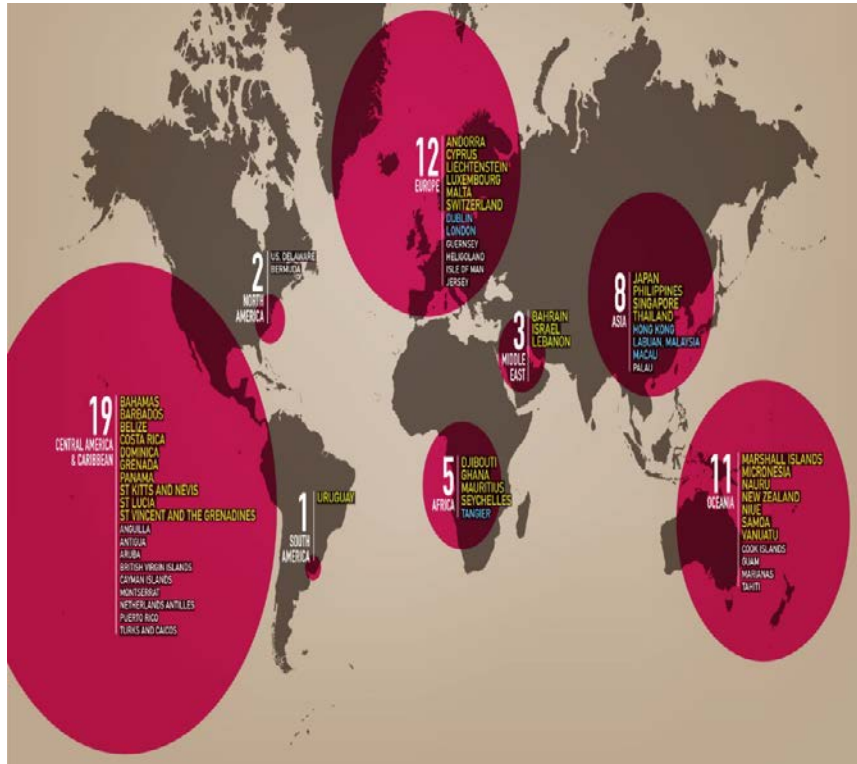 12
EUROPE
ANDORRA
CYPRUS
LIECHTENSTEIN
LUXEMBOURG
MALTA
SWITZERLAND
DUBLIN
LONDON
GUERNSEY
HELIGOLAND
ISLE OF MAN
JERSEY
2
NORTH
AMERICA
U.S. DELAWARE
BERMUDA
8
ASIA
JAPAN
PHILIPPINES
SINGAPORE
THAILAND
HONG KONG
LABUAN, MALAYSIA
MACAU
PALAU
3
MIDDLE
EAST
BAHRAIN
ISRAEL
LEBANON
19
CENTRAL AMERICA
& CARIBBEAN
BAHAMAS
BARBADOS
BELIZE
COSTA RICA
DOMINICA
GRENADA
PANAMA
ST KITTS AND NEVIS
ST LUCIA
ST VINCENT AND THE GRENADINES
ANGUILLA
ANTIGUA
ARUBA
BRITISH VIRGIN ISLANDS
CAYMAN ISLANDS
MONTSERRAT
NETHERLANDS ANTILLES
PUERTO RICO
TURKS AND CAICOS
1
SOUTH
AMERICA
URUGUAY
5
AFRICA
DJIBOUTI
GHANA
MAURITIUS
SEYCHELLES
TANGIER
11
OCEANIA
MARSHALL ISLANDS
MICRONESIA
NAURU
NEW ZEALAND
NIUE
SAMOA
VANUATU
COOK ISLANDS
GUAM
MARIANAS
TAHITI